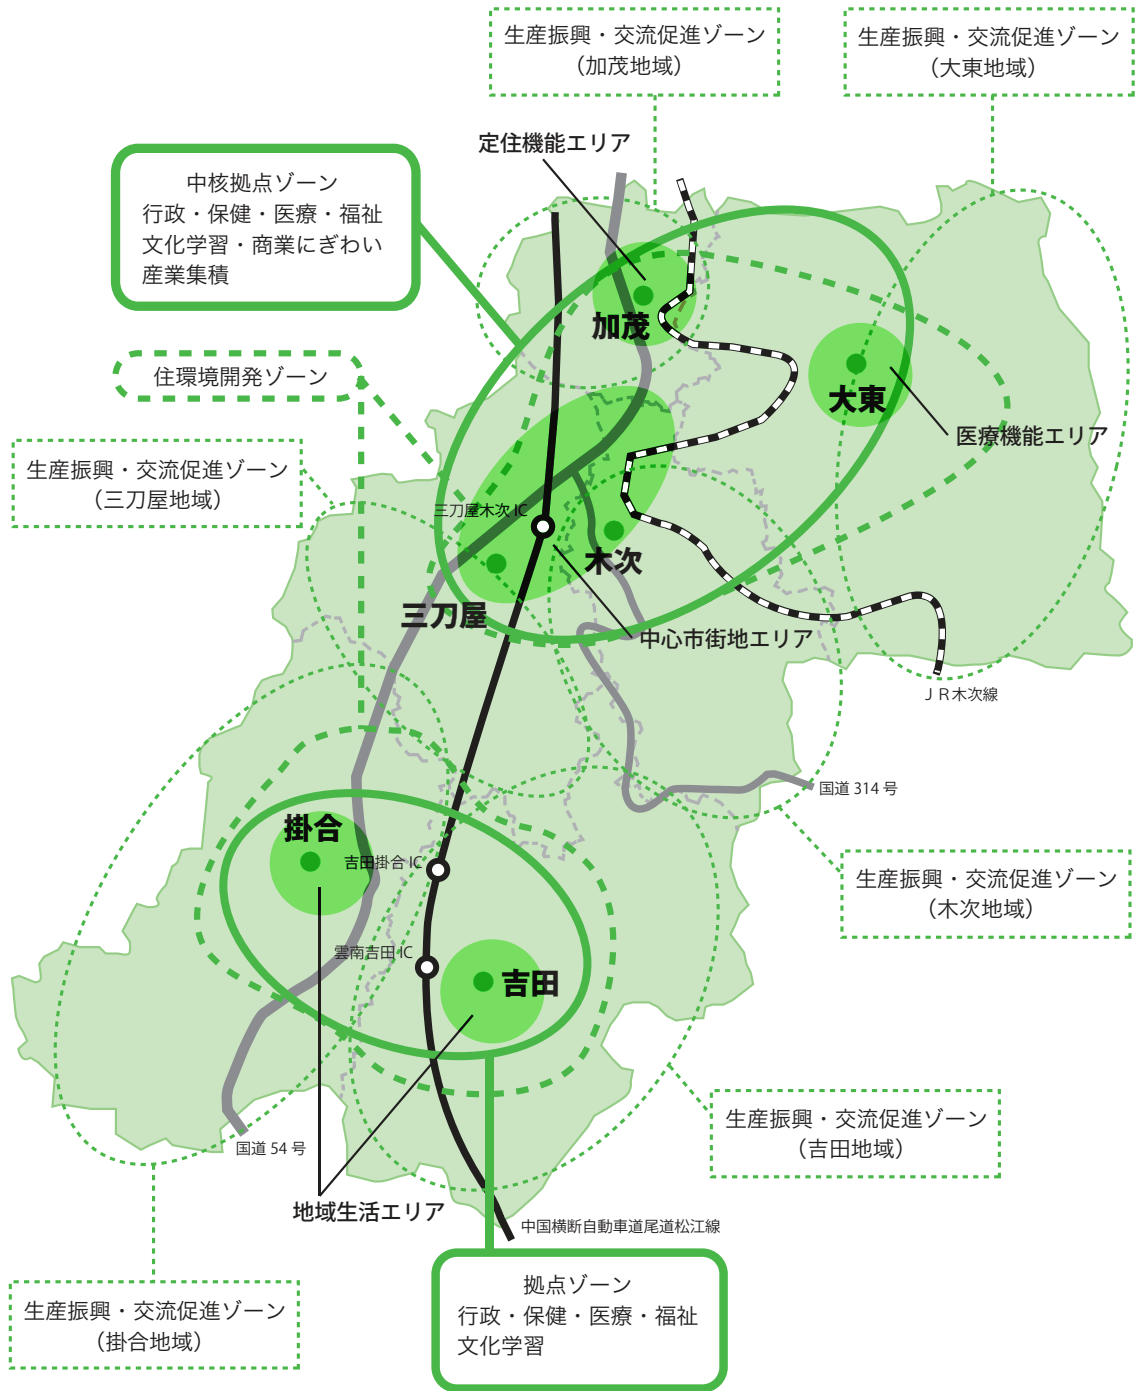 生産振興・交流促進ゾーン
（加茂地域）
生産振興・交流促進ゾーン
（大東地域）
定住機能エリア
中核拠点ゾーン
行政・保健・医療・福祉
文化学習・商業にぎわい
産業集積
加茂
住環境開発ゾーン
大東
医療機能エリア
生産振興・交流促進ゾーン
（三刀屋地域）
三刀屋木次 IC
木次
三刀屋
中心市街地エリア
ＪＲ木次線
国道 314 号
掛合
吉田掛合 IC
生産振興・交流促進ゾーン
（木次地域）
雲南吉田 IC
吉田
生産振興・交流促進ゾーン
（吉田地域）
国道 54 号
地域生活エリア
中国横断自動車道尾道松江線
生産振興・交流促進ゾーン
（掛合地域）
拠点ゾーン
行政・保健・医療・福祉
文化学習